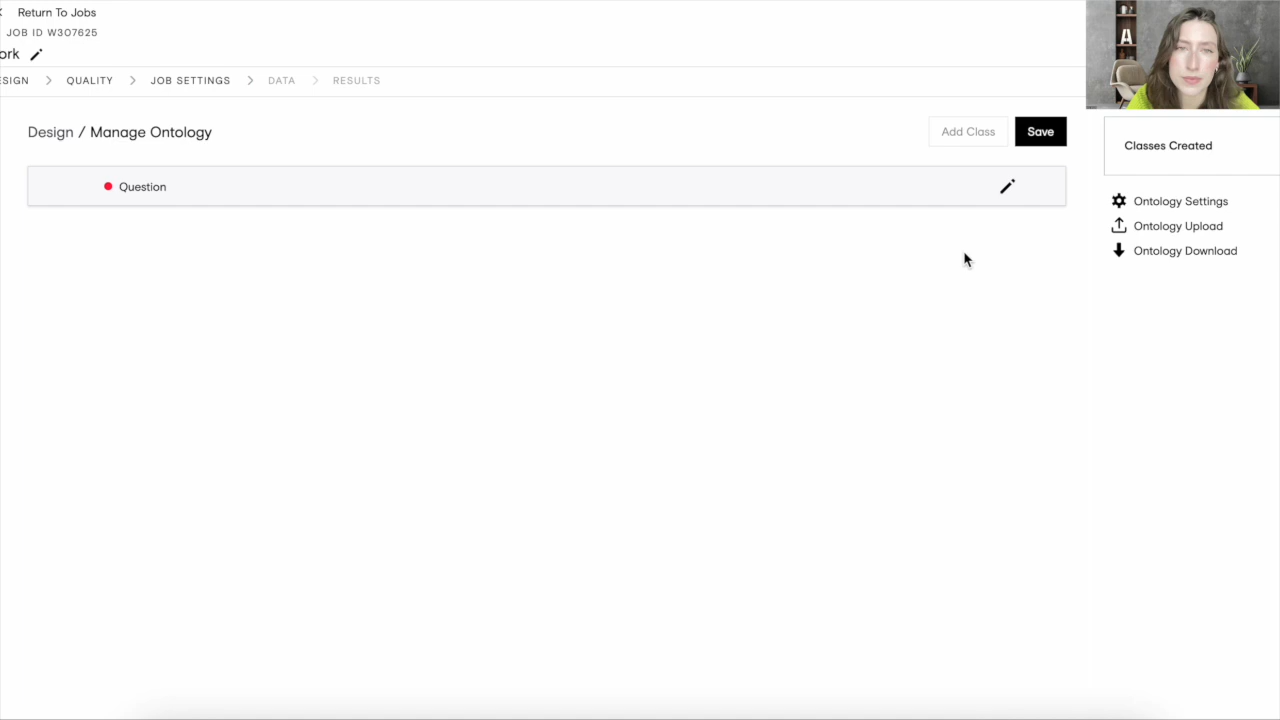 Return To Jobs
JOB ID W307625
ork
ESIGN > QUALITY > JOB SETTINGS > DATA > RESULTS
Design / Manage Ontology
Add Class
Save
Question
A
Classes Created
Ontology Settings
Ontology Upload
Ontology Download